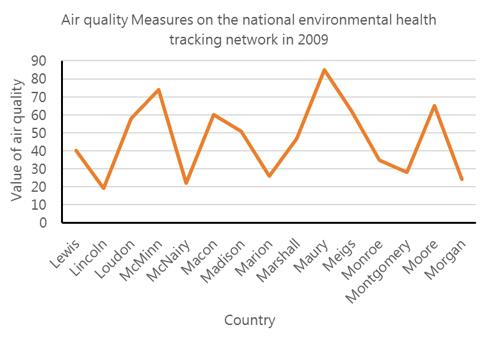 Air quality Measures on the national environmental health
tracking network in 2009
Value of air quality
90
80
70
60
50
40
30
20
10
0
Lewis
Lincoln
Loudon
McMinn
McNairy
Macon
Madison
Marion
Marshall
Maury
Meigs
Monroe
Montgomery
Moore
Morgan
Country